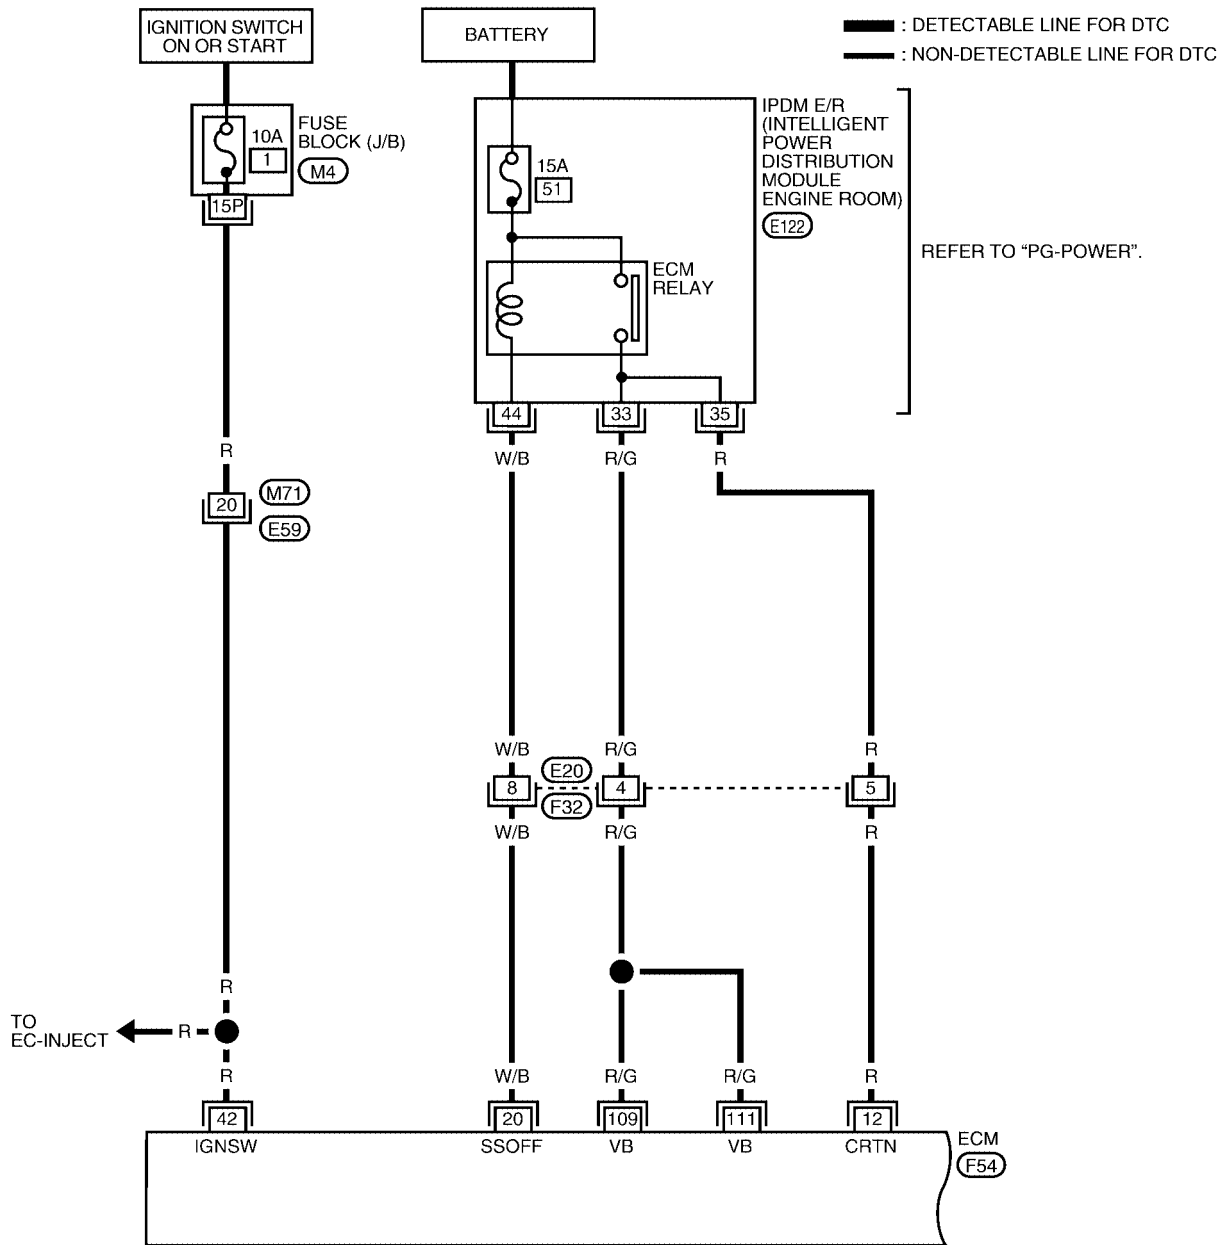 IGNITION SWITCH
ON OR START
BATTERY
: DETECTABLE LINE FOR DTC
: NON-DETECTABLE LINE FOR DTC
10A
1
FUSE
BLOCK (J/B)
M4
15P
15A
51
IPDM E/R
(INTELLIGENT
POWER
DISTRIBUTION
MODULE
ENGINE ROOM)
E122
REFER TO “PG-POWER”.
ECM
RELAY
44
33
35
R
W/B
R/G
R
20
M71
E59
W/B
R/G
R
8
E20
F32
4
5
W/B
R/G
R
R
TO
EC-INJECT
R
R
W/B
R/G
R/G
R
42
20
109
111
12
IGNSW
SSOFF
VB
VB
CRTN
ECM
F54